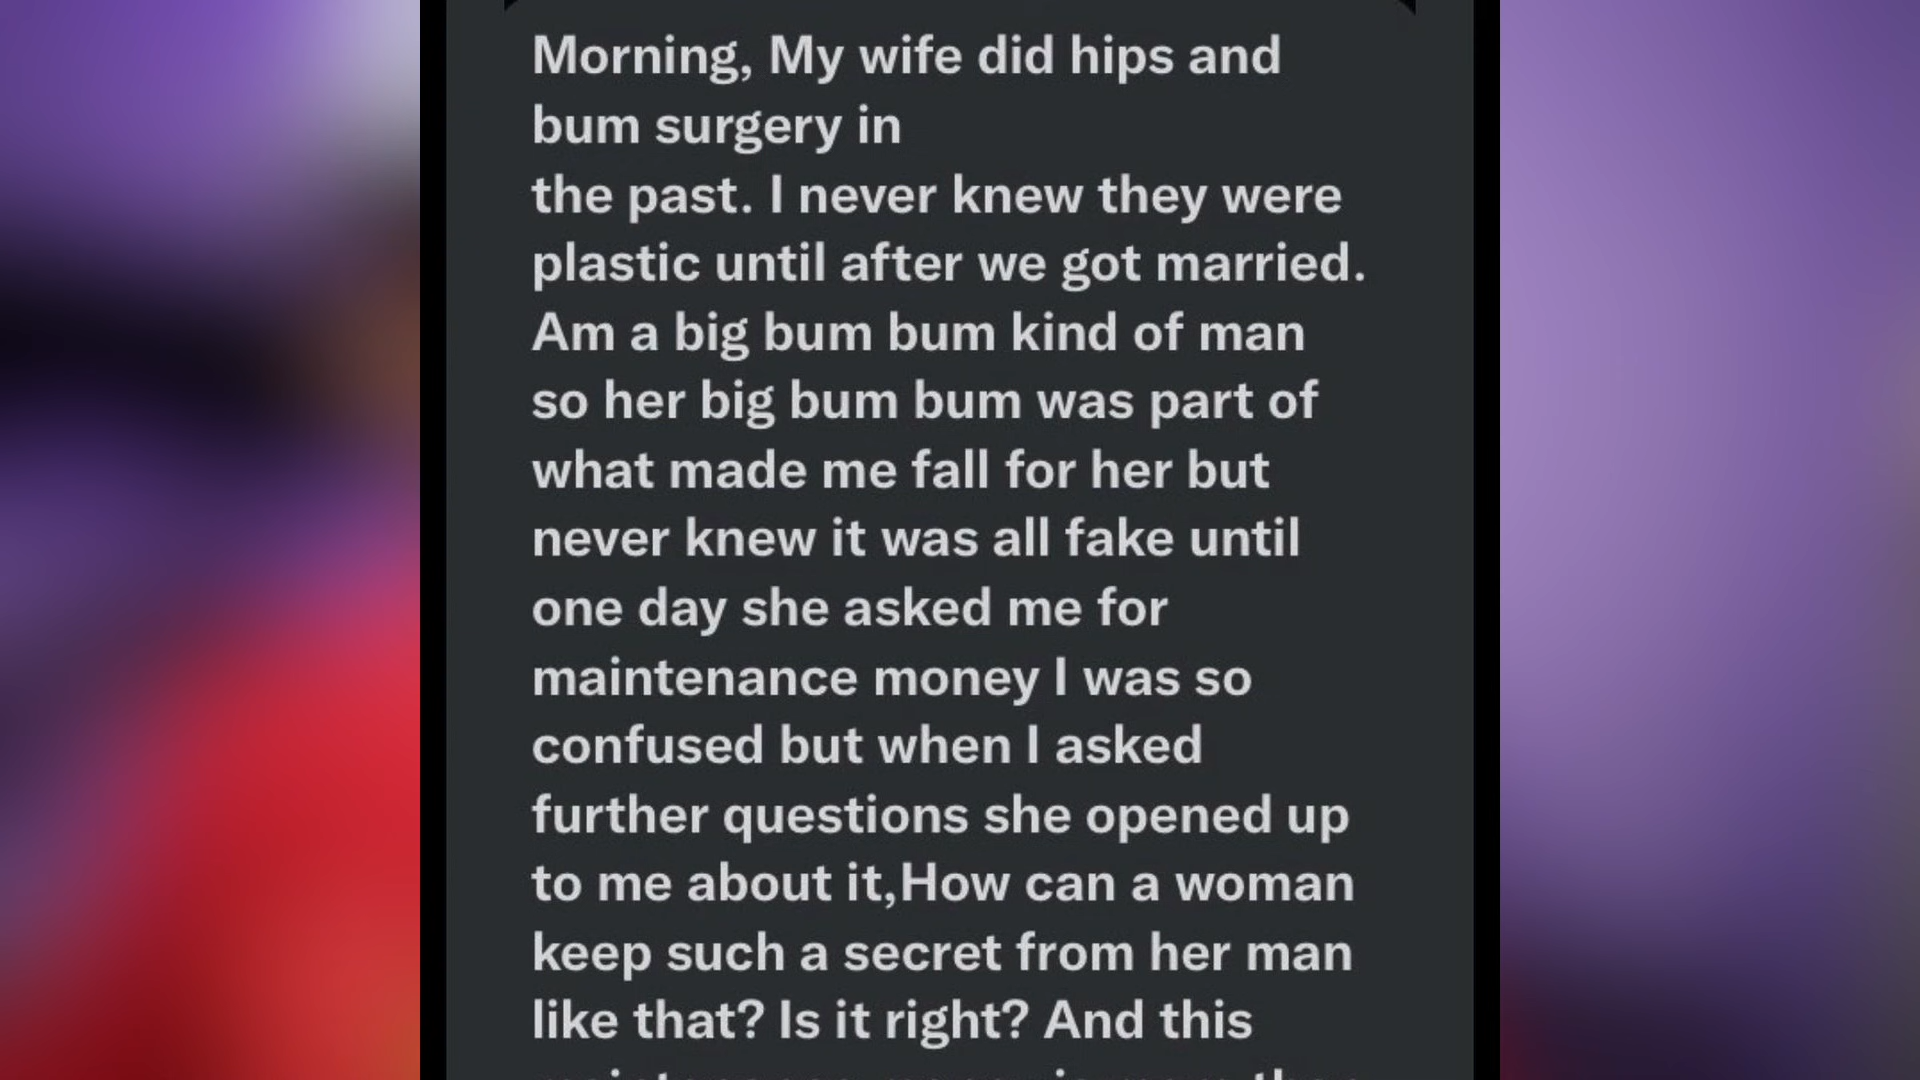 Morning, My wife did hips and
bum surgery in
the past. I never knew they were
plastic until after we got married.
Am a big bum bum kind of man
so her big bum bum was part of
what made me fall for her but
never knew it was all fake until
one day she asked me for
maintenance money I was so
confused but when I asked
further questions she opened up
to me about it,How can a woman
keep such a secret from her man
like that? Is it right? And this